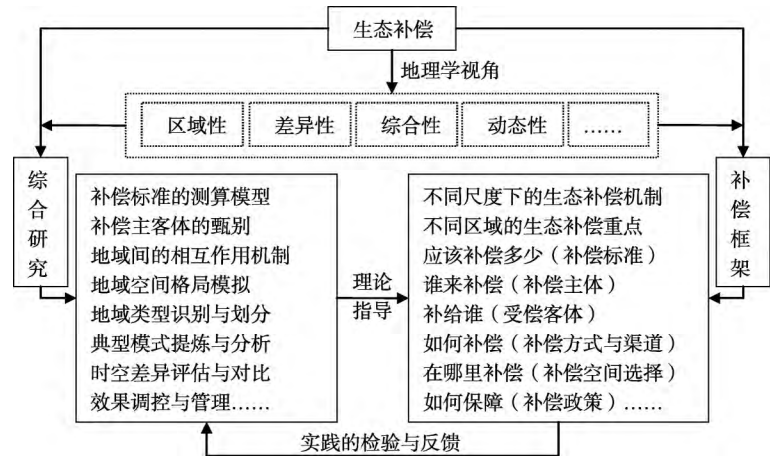 生态补偿
地理学视角
区域性
差异性
综合性
动态性
……
综合研究
补偿标准的测算模型
补偿主客体的甄别
地域间的相互作用机制
地域空间格局模拟
地域类型识别与划分
典型模式提炼与分析
时空差异评估与对比
效果调控与管理……
理论
指导
不同尺度下的生态补偿机制
不同区域的生态补偿重点
应该补偿多少（补偿标准）
谁来补偿（补偿主体）
补给谁（受偿客体）
如何补偿（补偿方式与渠道）
在哪里补偿（补偿空间选择）
如何保障（补偿政策）……
补偿框架
实践的检验与反馈